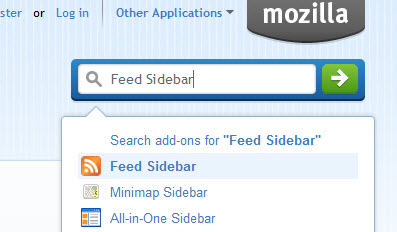 ster or Log in Other Applications
mozilla
Feed Sidebar
Search add-ons for "Feed Sidebar"
Feed Sidebar
Minimap Sidebar
All-in-One Sidebar